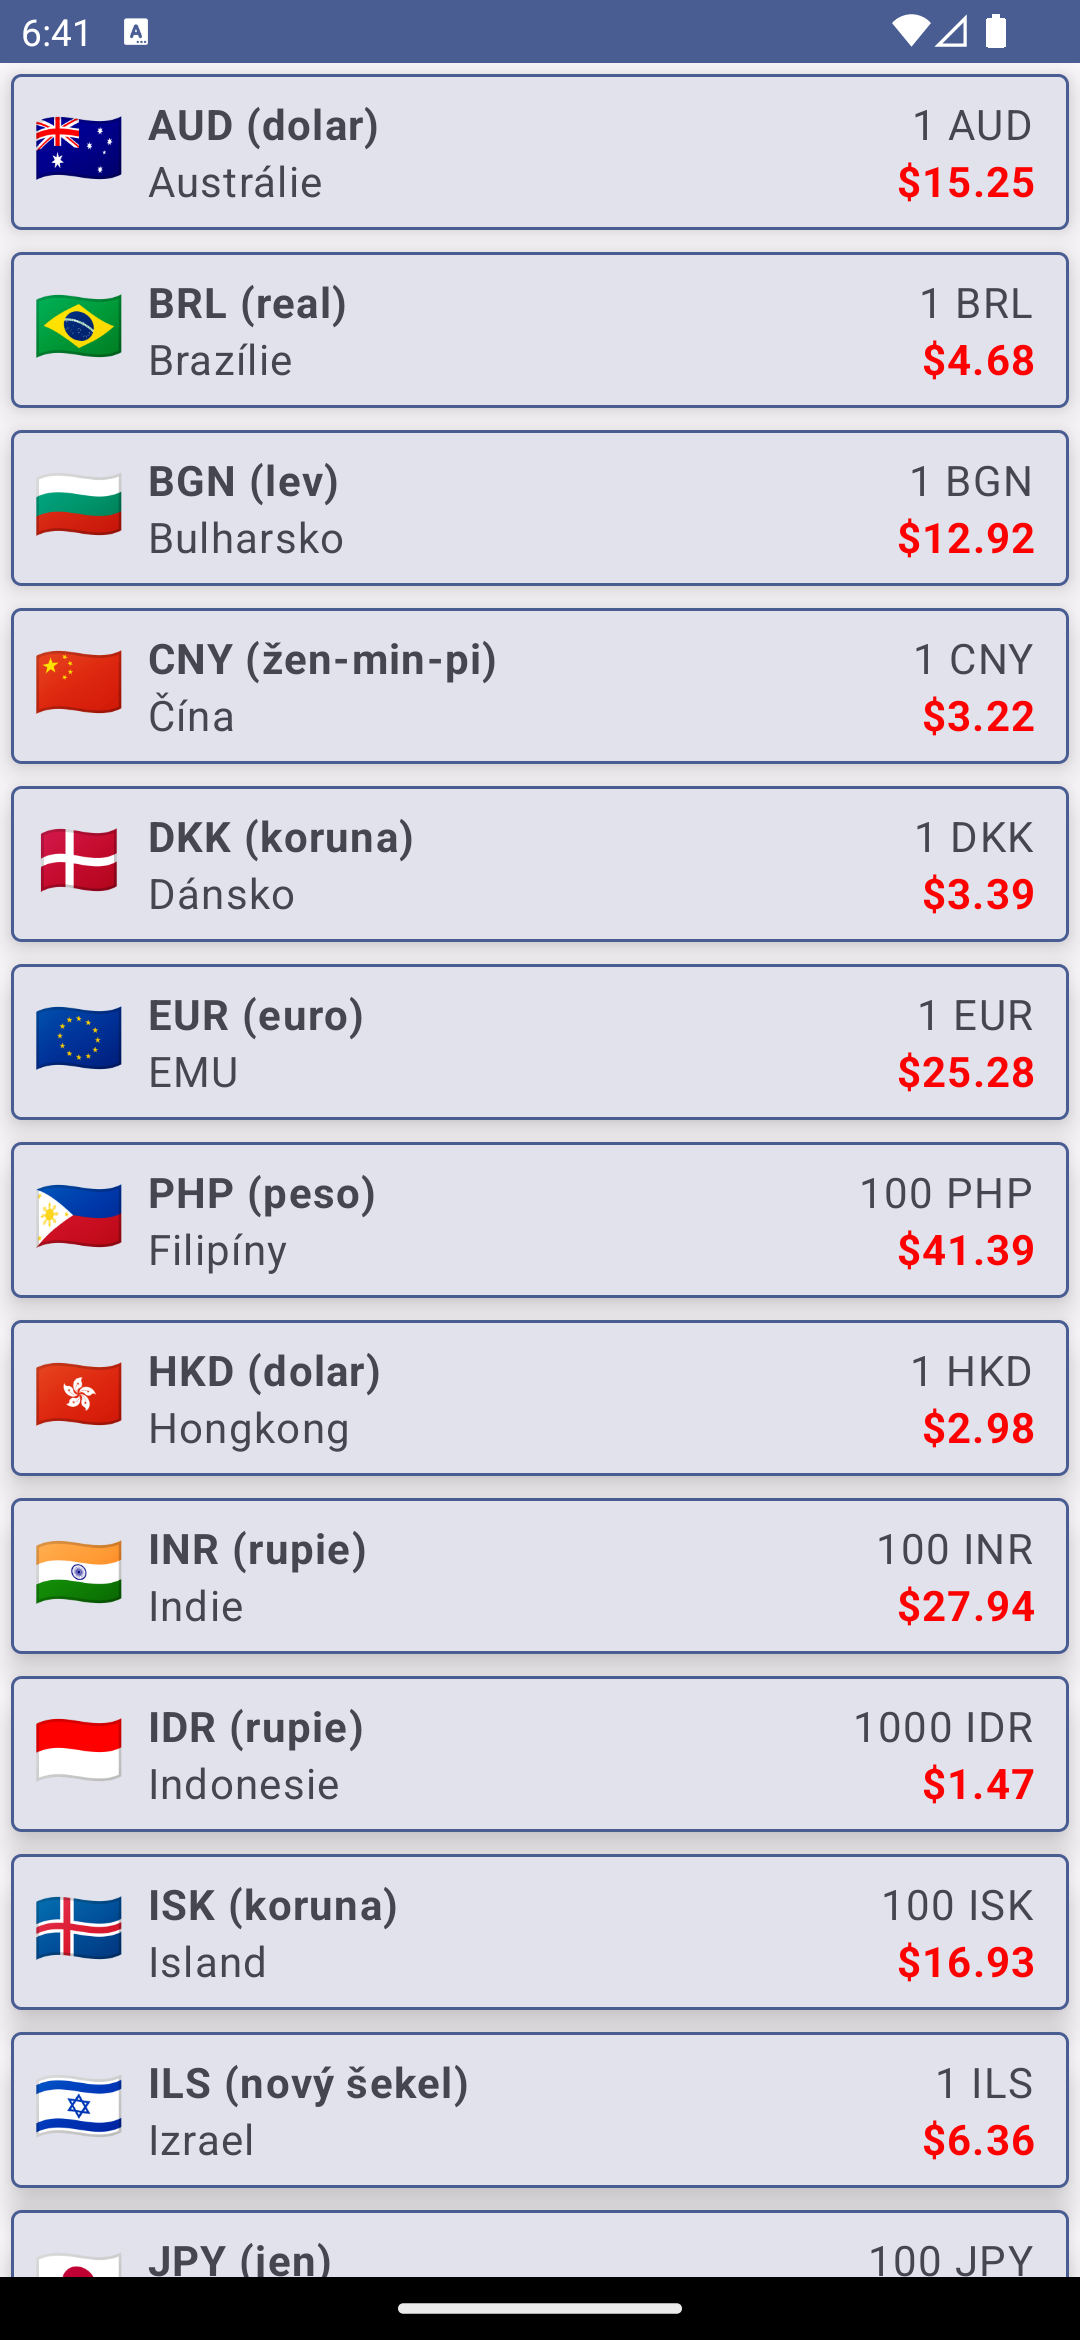 6:41
AUD (dolar)
1 AUD
Austrálie
$15.25
BRL (real)
1 BRL
Brazílie
$4.68
BGN (lev)
1 BGN
Bulharsko
$12.92
CNY (žen-min-pi)
1 CNY
Čína
$3.22
DKK (koruna)
1 DKK
Dánsko
$3.39
EUR (euro)
1 EUR
EMU
$25.28
PHP (peso)
100 PHP
Filipíny
$41.39
HKD (dolar)
1 HKD
Hongkong
$2.98
INR (rupie)
100 INR
Indie
$27.94
IDR (rupie)
1000 IDR
Indonesie
$1.47
ISK (koruna)
100 ISK
Island
$16.93
ILS (nový šekel)
1 ILS
Izrael
$6.36
JPY (jen)
100 JPY